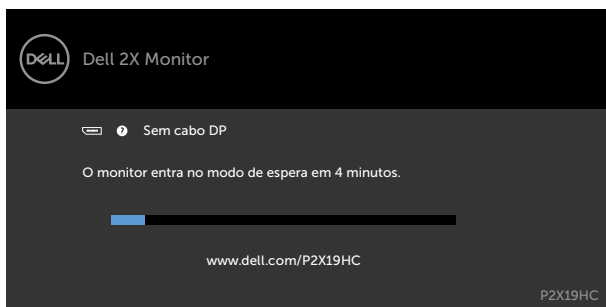 DELL
Dell 2X Monitor
? Sem cabo DP
O monitor entra no modo de espera em 4 minutos.
www.dell.com/P2X19HC
P2X19HC